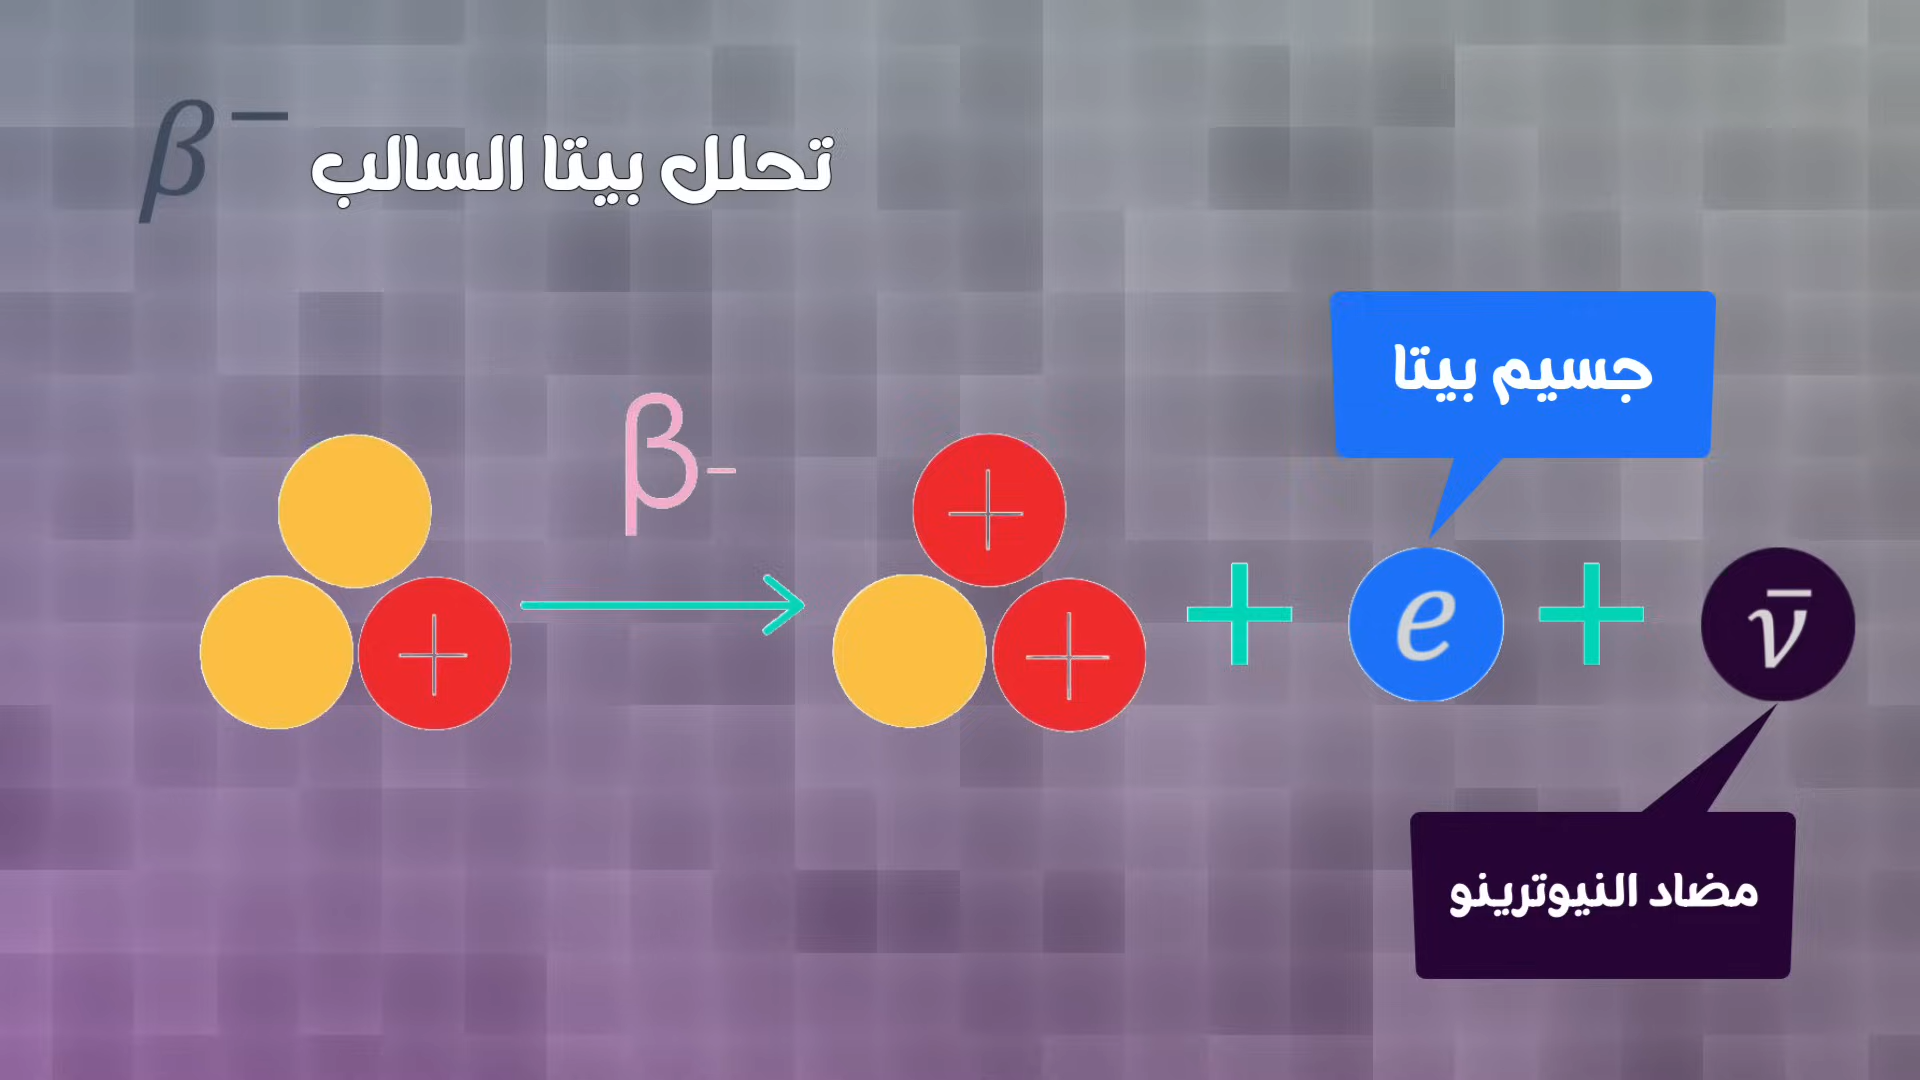 تحلل بيتا السالب β⁻
جسيم بيتا
β-
+ + + e + ν̄
+
مضاد النيوترينو